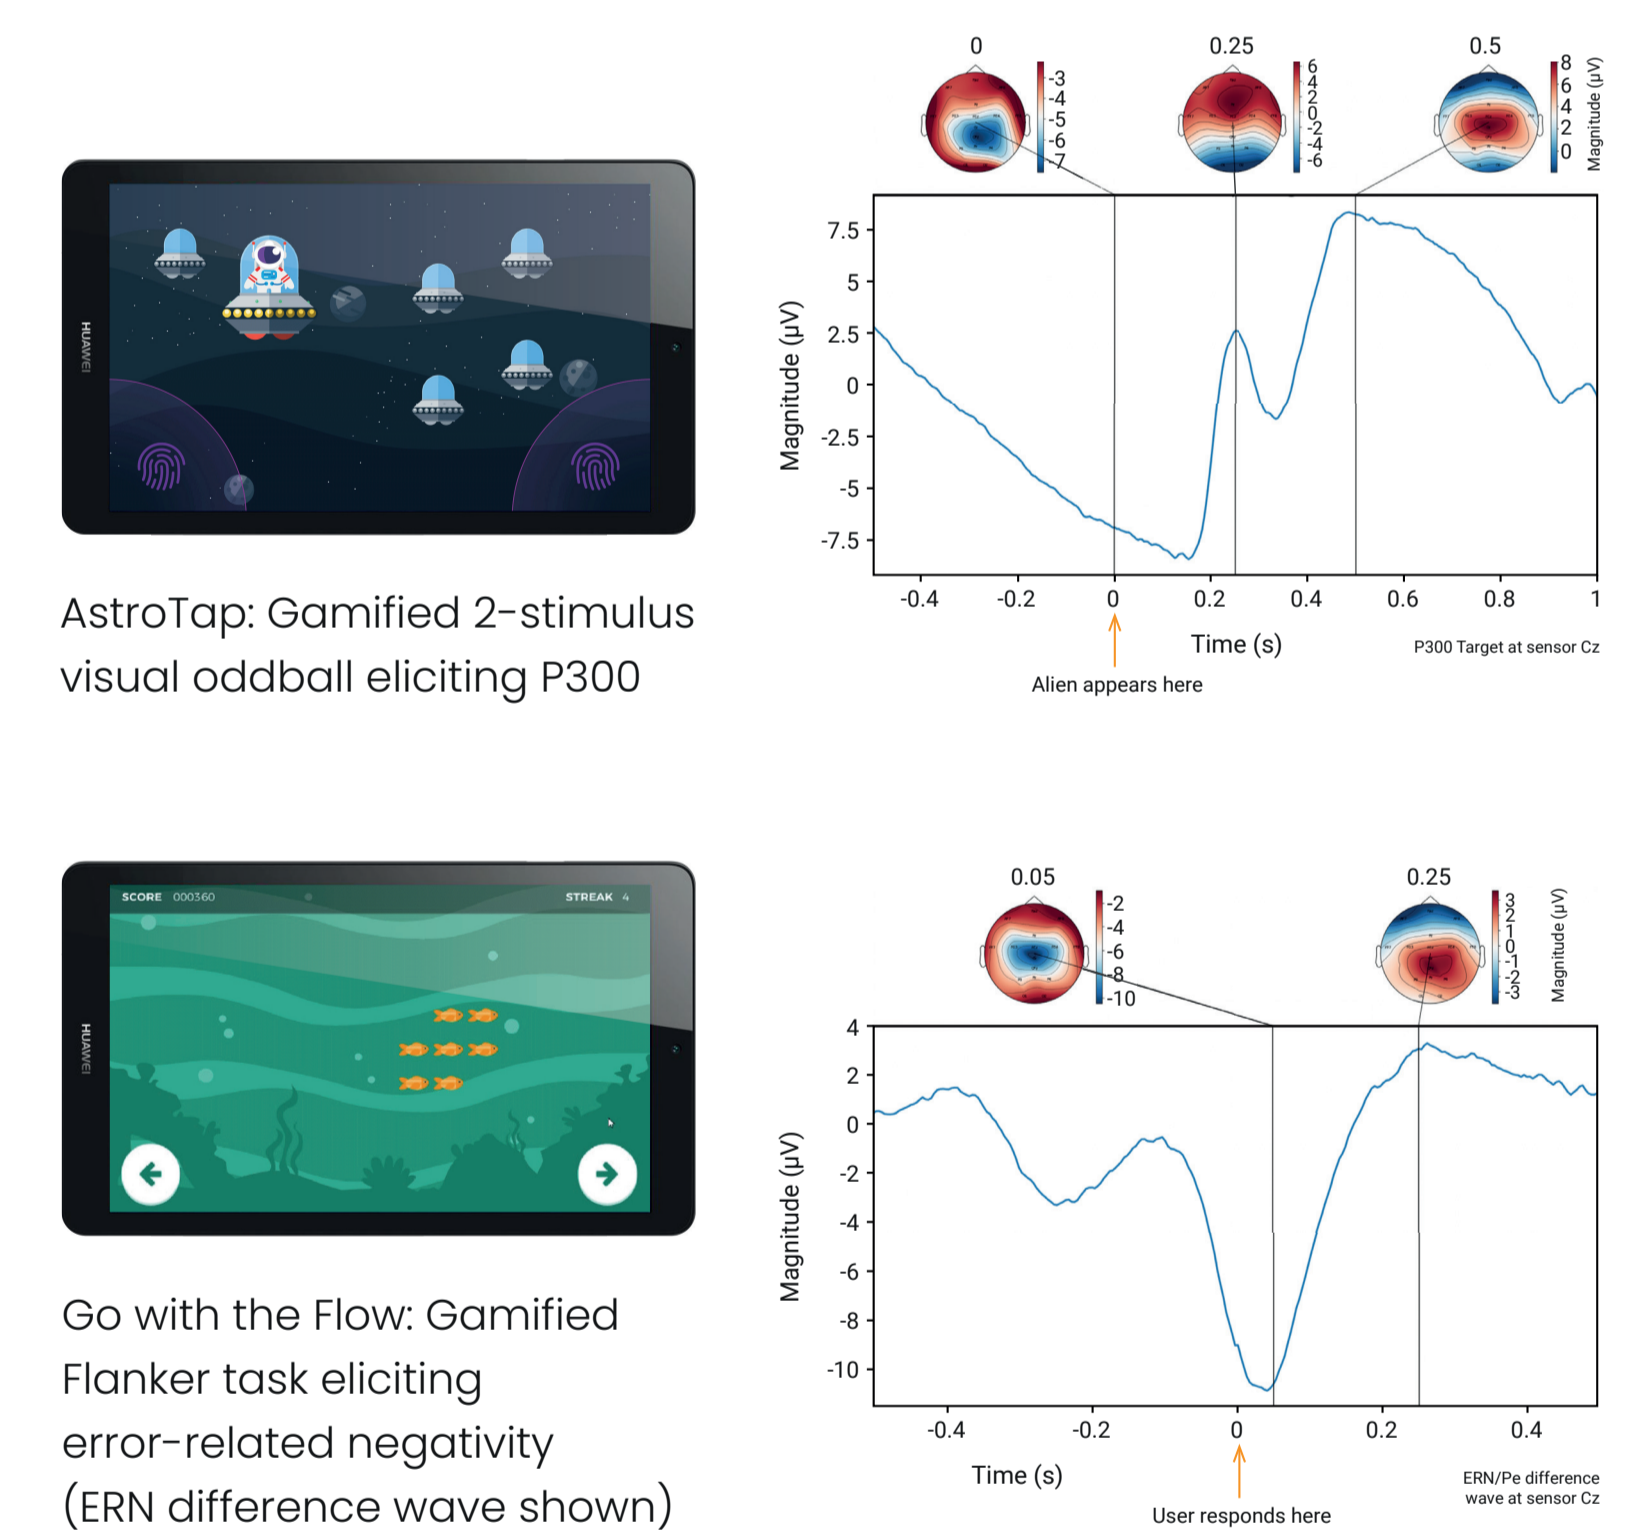 0
0.25
0.5
-3
-4
-5
-6
-7
6
4
2
0
-2
-4
-6
8
6
4
2
0
Magnitude (μV)
HUAWEI
7.5
5
2.5
0
-2.5
-5
-7.5
Magnitude (μV)
-0.4
-0.2
0
0.2
0.4
0.6
0.8
1
Time (s)
P300 Target at sensor Cz
Alien appears here
AstroTap: Gamified 2-stimulus
visual oddball eliciting P300
0.05
0.25
-2
-4
-6
-8
-10
3
2
1
0
-1
-2
-3
Magnitude (μV)
SCORE 000360
STREAK 4
HUAWEI
4
2
0
-2
-4
-6
-8
-10
Magnitude (μV)
-0.4
-0.2
0
0.2
0.4
Time (s)
ERN/Pe difference
wave at sensor Cz
User responds here
Go with the Flow: Gamified
Flanker task eliciting
error-related negativity
(ERN difference wave shown)